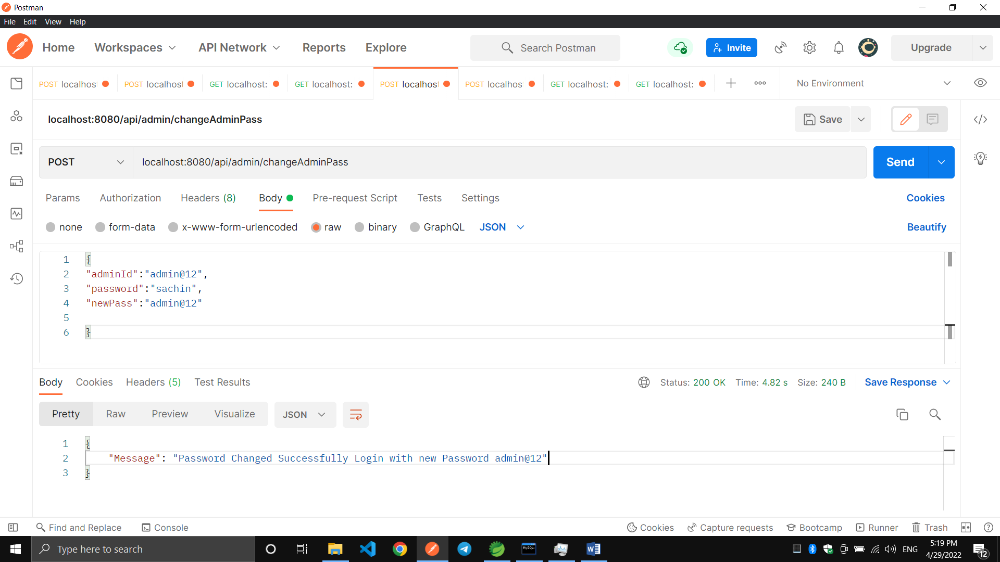 Postman
File Edit View Help
Home Workspaces API Network Reports Explore Search Postman Invite Upgrade
POST localhos POST localhos GET localhost: GET localhost: POST localhos POST localhos GET localhost: GET localhost: No Environment
localhost:8080/api/admin/changeAdminPass Save
POST localhost:8080/api/admin/changeAdminPass Send
Params Authorization Headers (8) Body Pre-request Script Tests Settings Cookies
none form-data x-www-form-urlencoded raw binary GraphQL JSON Beautify
1 {
2 "adminId":"admin@12",
3 "password":"sachin",
4 "newPass":"admin@12"
5
6 }
Body Cookies Headers (5) Test Results Status: 200 OK Time: 4.82 s Size: 240 B Save Response
Pretty Raw Preview Visualize JSON
1 {
2 "Message": "Password Changed Successfully Login with new Password admin@12"
3 }
Find and Replace Console Cookies Capture requests Bootcamp Runner Trash
Type here to search MySQL ENG 5:19 PM
4/29/2022 12